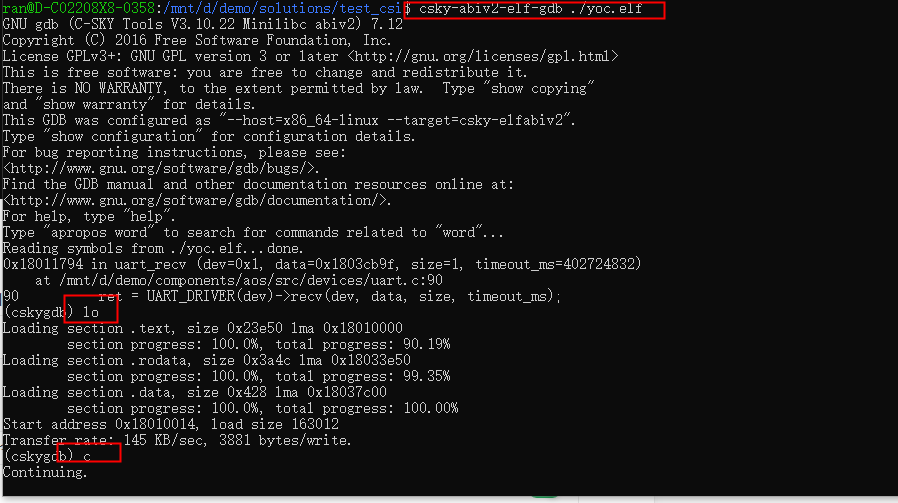 ran@D-C02208X8-0358:/mnt/d/demo/solutions/test_csi$ csky-abiv2-elf-gdb ./yoc.elf
GNU gdb (C-SKY Tools V3.10.22 Minilibc abiv2) 7.12
Copyright (C) 2016 Free Software Foundation, Inc.
License GPLv3+: GNU GPL version 3 or later <http://gnu.org/licenses/gpl.html>
This is free software: you are free to change and redistribute it.
There is NO WARRANTY, to the extent permitted by law.  Type "show copying"
and "show warranty" for details.
This GDB was configured as "--host=x86_64-linux --target=csky-elfabiv2".
Type "show configuration" for configuration details.
For bug reporting instructions, please see:
<http://www.gnu.org/software/gdb/bugs/>.
Find the GDB manual and other documentation resources online at:
<http://www.gnu.org/software/gdb/documentation/>.
For help, type "help".
Type "apropos word" to search for commands related to "word"...
Reading symbols from ./yoc.elf...done.
0x18011794 in uart_recv (dev=0x1, data=0x1803cb9f, size=1, timeout_ms=402724832)
    at /mnt/d/demo/components/aos/src/devices/uart.c:90
90          ret = UART_DRIVER(dev)->recv(dev, data, size, timeout_ms);
(cskygdb) lo
Loading section .text, size 0x23e50 lma 0x18010000
        section progress: 100.0%, total progress: 90.19%
Loading section .rodata, size 0x3a4c lma 0x18033e50
        section progress: 100.0%, total progress: 99.35%
Loading section .data, size 0x428 lma 0x18037c00
        section progress: 100.0%, total progress: 100.00%
Start address 0x18010014, load size 163012
Transfer rate: 145 KB/sec, 3881 bytes/write.
(cskygdb) c
Continuing.